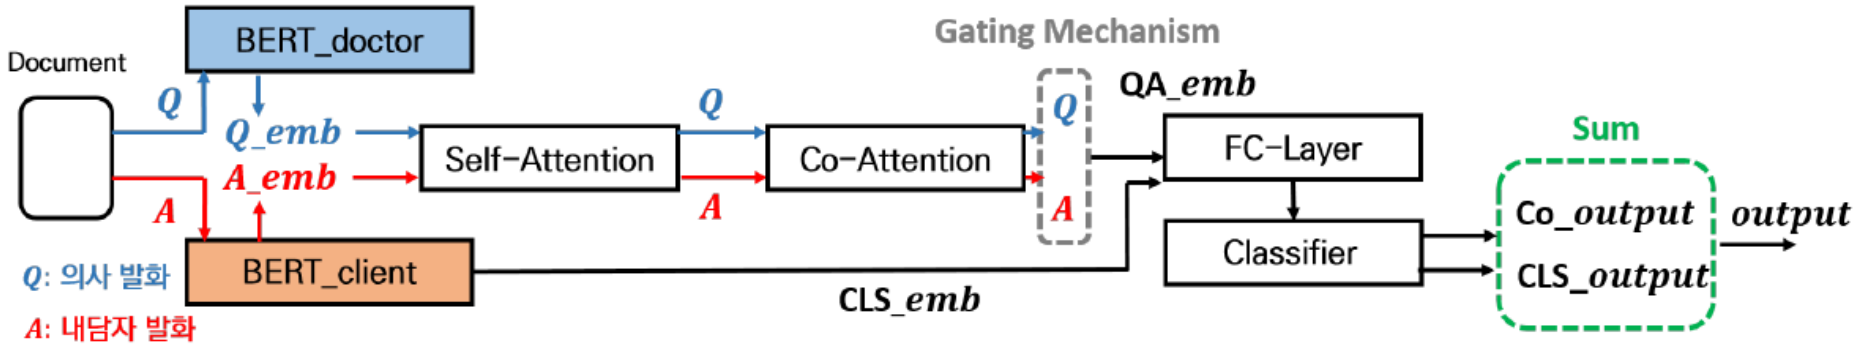 Document
BERT_doctor
Q
Q_emb
A_emb
A
BERT_client
Q: 의사 발화
A: 내담자 발화
Self-Attention
Q
A
Co-Attention
Gating Mechanism
Q
A
QA_emb
CLS_emb
FC-Layer
Classifier
Sum
Co_output
CLS_output
output